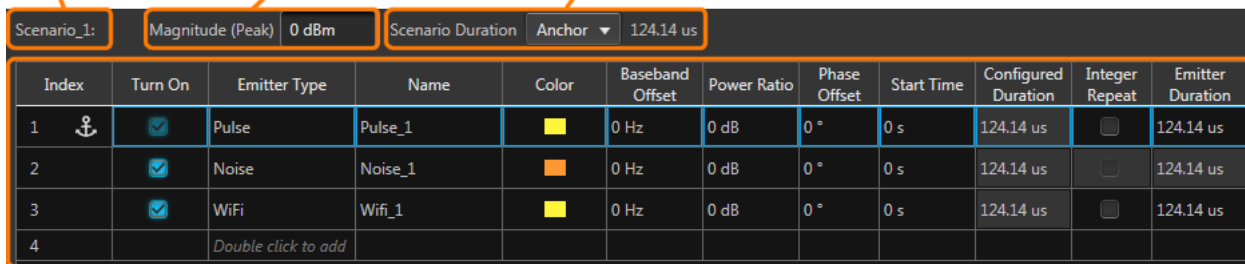 Scenario_1: Magnitude (Peak) 0 dBm Scenario Duration Anchor 124.14 us
Index Turn On Emitter Type Name Color Baseband Offset Power Ratio Phase Offset Start Time Configured Duration Integer Repeat Emitter Duration
1 Pulse Pulse_1 0 Hz 0 dB 0 ° 0 s 124.14 us 124.14 us
2 Noise Noise_1 0 Hz 0 dB 0 ° 0 s 124.14 us 124.14 us
3 WiFi Wifi_1 0 Hz 0 dB 0 ° 0 s 124.14 us 124.14 us
4 Double click to add